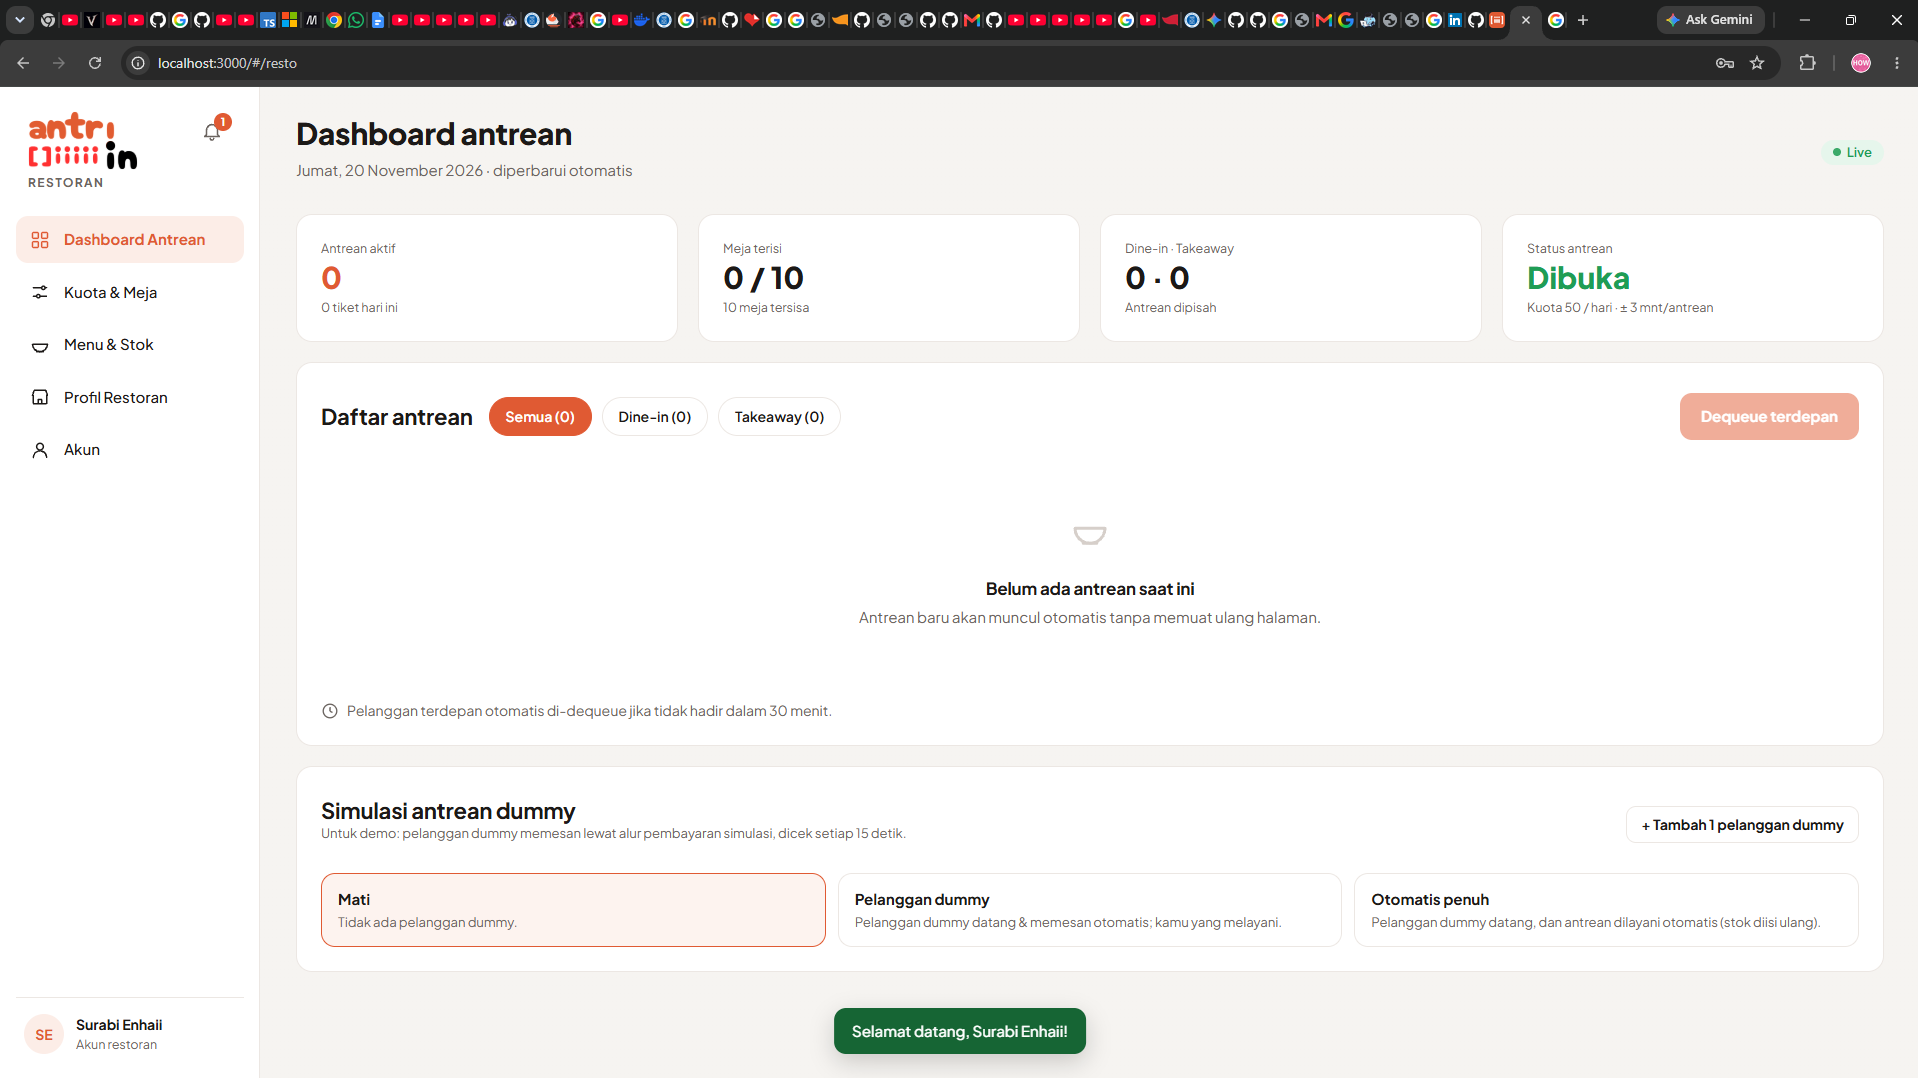 Ask Gemini
localhost:3000/#/resto
antri
[]iiiii in
RESTORAN
1
Dashboard Antrean
Kuota & Meja
Menu & Stok
Profil Restoran
Akun
SE
Surabi Enhaii
Akun restoran
Dashboard antrean
Jumat, 20 November 2026 · diperbarui otomatis
Live
Antrean aktif
0
0 tiket hari ini
Meja terisi
0 / 10
10 meja tersisa
Dine-in · Takeaway
0 · 0
Antrean dipisah
Status antrean
Dibuka
Kuota 50 / hari · ± 3 mnt/antrean
Daftar antrean
Semua (0)
Dine-in (0)
Takeaway (0)
Dequeue terdepan
Belum ada antrean saat ini
Antrean baru akan muncul otomatis tanpa memuat ulang halaman.
Pelanggan terdepan otomatis di-dequeue jika tidak hadir dalam 30 menit.
Simulasi antrean dummy
Untuk demo: pelanggan dummy memesan lewat alur pembayaran simulasi, dicek setiap 15 detik.
+ Tambah 1 pelanggan dummy
Mati
Tidak ada pelanggan dummy.
Pelanggan dummy
Pelanggan dummy datang & memesan otomatis; kamu yang melayani.
Otomatis penuh
Pelanggan dummy datang, dan antrean dilayani otomatis (stok diisi ulang).
Selamat datang, Surabi Enhaii!